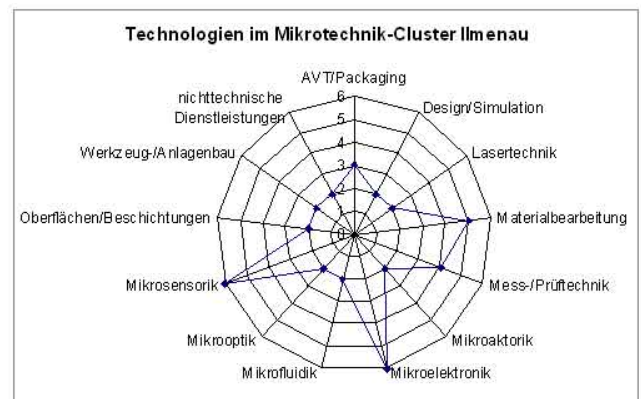 Technologien im Mikrotechnik-Cluster Ilmenau
AVT/Packaging
nichttechnische
Dienstleistungen
Design/Simulation
Werkzeug-/Anlagenbau
Lasertechnik
Oberflächen/Beschichtungen
Materialbearbeitung
Mikrosensorik
Mess-/Prüftechnik
Mikrooptik
Mikroaktorik
Mikrofluidik
Mikroelektronik
6
5
4
3
2
1
0